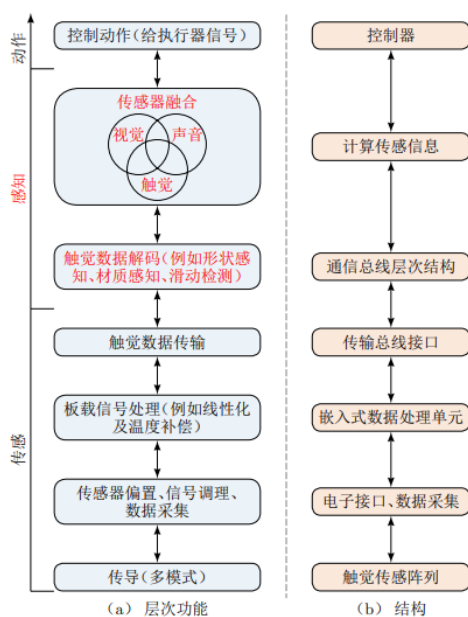 动作
控制动作(给执行器信号)
感知
传感器融合
视觉
声音
触觉
触觉数据解码(例如形状感
知、材质感知、滑动检测)
传感
触觉数据传输
板载信号处理(例如线性化
及温度补偿)
传感器偏置、信号调理、
数据采集
传导(多模式)
(a) 层次功能
控制器
计算传感信息
通信总线层次结构
传输总线接口
嵌入式数据处理单元
电子接口、数据采集
触觉传感阵列
(b) 结构